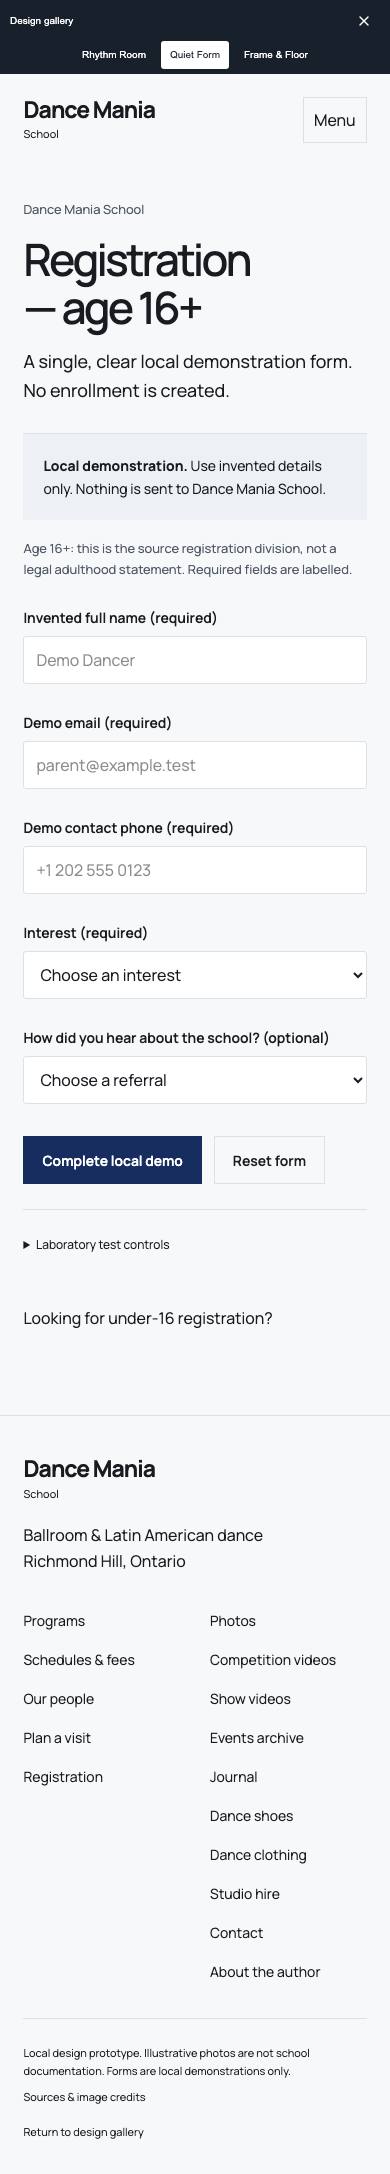 Design gallery
Rhythm Room
Quiet Form
Frame & Floor
Dance Mania
School
Menu
Dance Mania School
Registration
— age 16+
A single, clear local demonstration form.
No enrollment is created.
Local demonstration. Use invented details
only. Nothing is sent to Dance Mania School.
Age 16+: this is the source registration division, not a
legal adulthood statement. Required fields are labelled.
Invented full name (required)
Demo Dancer
Demo email (required)
parent@example.test
Demo contact phone (required)
+1 202 555 0123
Interest (required)
Choose an interest
How did you hear about the school? (optional)
Choose a referral
Complete local demo
Reset form
Laboratory test controls
Looking for under-16 registration?
Dance Mania
School
Ballroom & Latin American dance
Richmond Hill, Ontario
Programs
Schedules & fees
Our people
Plan a visit
Registration
Photos
Competition videos
Show videos
Events archive
Journal
Dance shoes
Dance clothing
Studio hire
Contact
About the author
Local design prototype. Illustrative photos are not school
documentation. Forms are local demonstrations only.
Sources & image credits
Return to design gallery